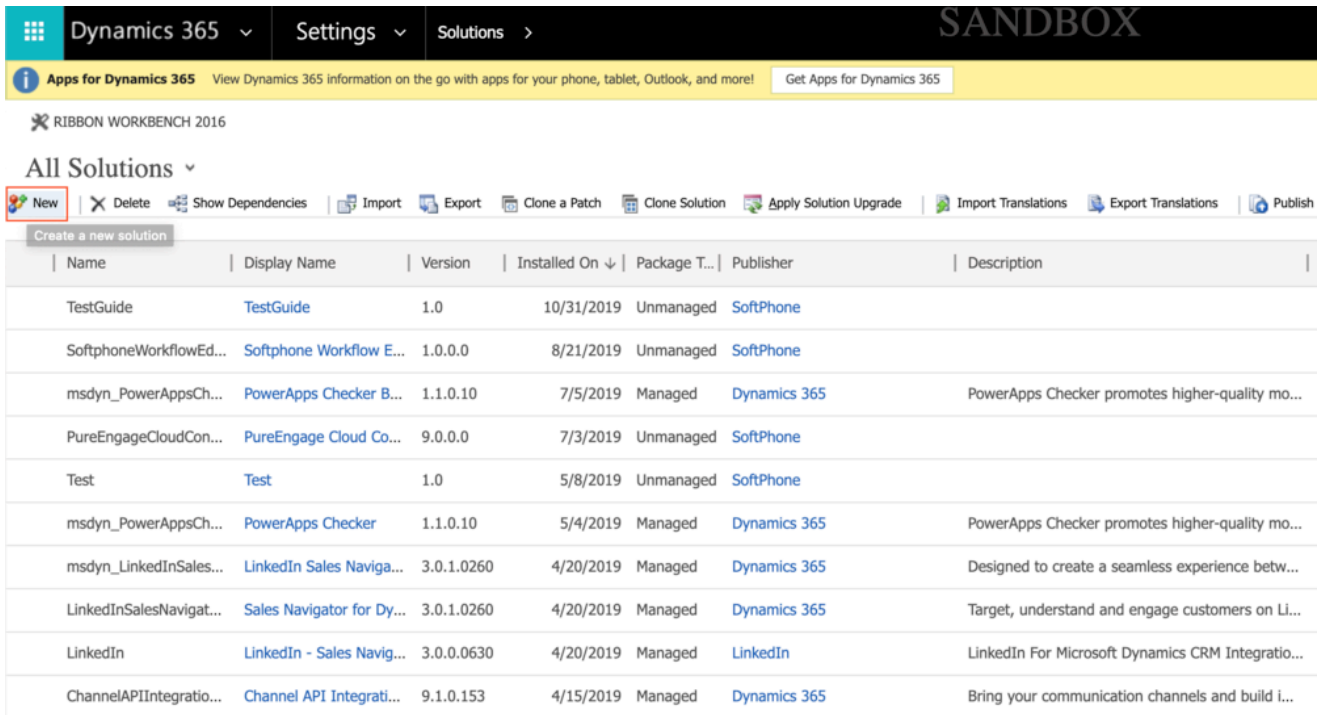 Dynamics 365 Settings Solutions SANDBOX
Apps for Dynamics 365 View Dynamics 365 information on the go with apps for your phone, tablet, Outlook, and more! Get Apps for Dynamics 365
RIBBON WORKBENCH 2016
All Solutions
New Delete Show Dependencies Import Export Clone a Patch Clone Solution Apply Solution Upgrade Import Translations Export Translations Publish
Create a new solution
Name Display Name Version Installed On Package T... Publisher Description
TestGuide TestGuide 1.0 10/31/2019 Unmanaged SoftPhone
SoftphoneWorkflowEd... Softphone Workflow E... 1.0.0.0 8/21/2019 Unmanaged SoftPhone
msdyn_PowerAppsCh... PowerApps Checker B... 1.1.0.10 7/5/2019 Managed Dynamics 365 PowerApps Checker promotes higher-quality mo...
PureEngageCloudCon... PureEngage Cloud Co... 9.0.0.0 7/3/2019 Unmanaged SoftPhone
Test Test 1.0 5/8/2019 Unmanaged SoftPhone
msdyn_PowerAppsCh... PowerApps Checker 1.1.0.10 5/4/2019 Managed Dynamics 365 PowerApps Checker promotes higher-quality mo...
msdyn_LinkedInSales... LinkedIn Sales Naviga... 3.0.1.0260 4/20/2019 Managed Dynamics 365 Designed to create a seamless experience betw...
LinkedInSalesNavigat... Sales Navigator for Dy... 3.0.1.0260 4/20/2019 Managed Dynamics 365 Target, understand and engage customers on Li...
LinkedIn LinkedIn - Sales Navig... 3.0.0.0630 4/20/2019 Managed LinkedIn LinkedIn For Microsoft Dynamics CRM Integratio...
ChannelAPIIntegratio... Channel API Integrati... 9.1.0.153 4/15/2019 Managed Dynamics 365 Bring your communication channels and build i...